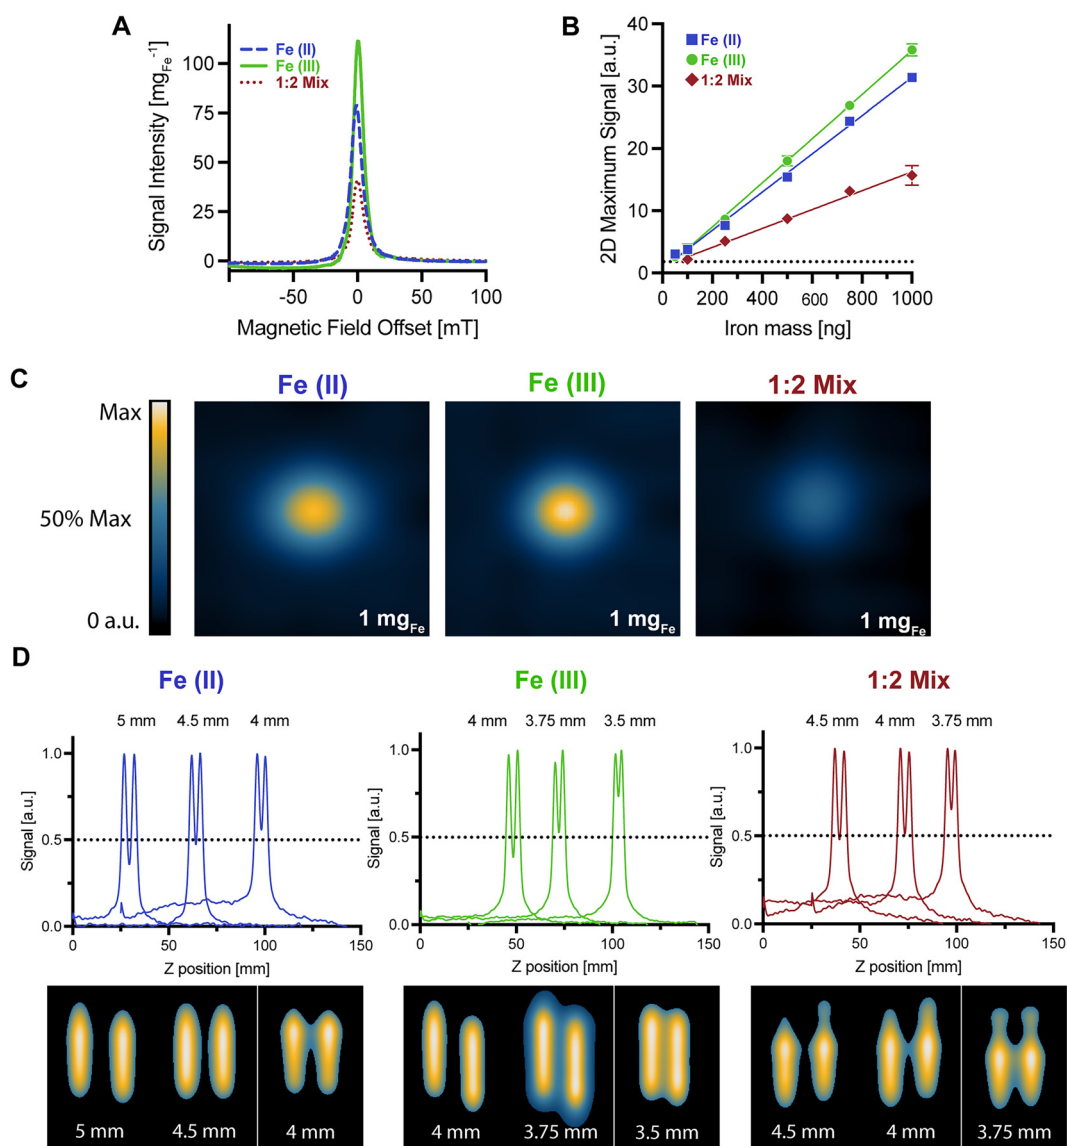 A
Signal Intensity [mg_Fe^-1]
100
75
50
25
0
-50
0
50
100
Magnetic Field Offset [mT]
Fe (II)
Fe (III)
1:2 Mix
B
2D Maximum Signal [a.u.]
40
30
20
10
0
0
200
400
600
800
1000
Iron mass [ng]
Fe (II)
Fe (III)
1:2 Mix
C
Fe (II)
Fe (III)
1:2 Mix
Max
50% Max
0 a.u.
1 mg_Fe
1 mg_Fe
1 mg_Fe
D
Fe (II)
5 mm 4.5 mm 4 mm
Signal [a.u.]
1.0
0.5
0.0
0 50 100 150
Z position [mm]
5 mm 4.5 mm 4 mm
Fe (III)
4 mm 3.75 mm 3.5 mm
Signal [a.u.]
1.0
0.5
0.0
0 50 100 150
Z position [mm]
4 mm 3.75 mm 3.5 mm
1:2 Mix
4.5 mm 4 mm 3.75 mm
Signal [a.u.]
1.0
0.5
0.0
0 50 100 150
Z position [mm]
4.5 mm 4 mm 3.75 mm